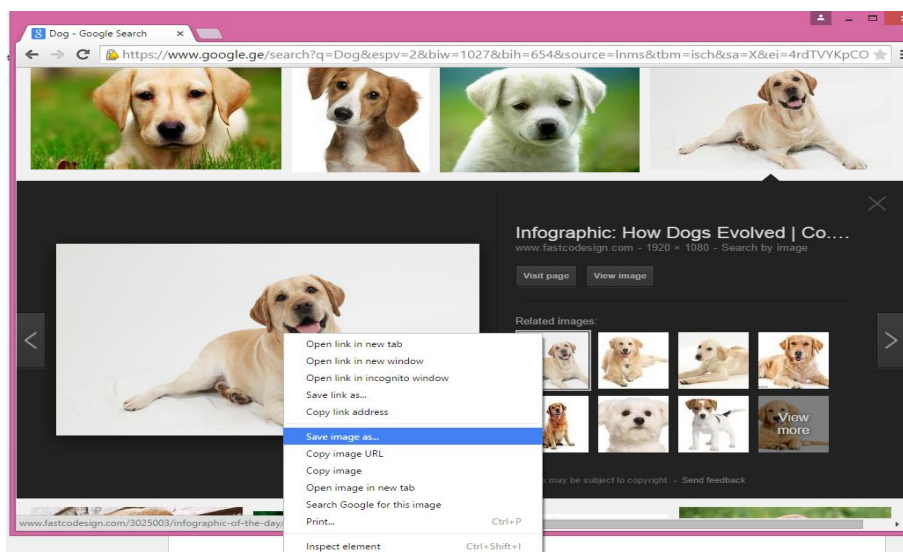 Dog - Google Search
https://www.google.ge/search?q=Dog&espv=2&biw=1027&bih=654&source=lnms&tbm=isch&sa=X&ei=4rdTVYKpCO
Infographic: How Dogs Evolved | Co....
www.fastcodesign.com - 1920 × 1080 - Search by image
Visit page
View image
Related images:
View more
Open link in new tab
Open link in new window
Open link in incognito window
Save link as...
Copy link address
Save image as...
Copy image URL
Copy image
Open image in new tab
Search Google for this image
Print... Ctrl+P
Inspect element Ctrl+Shift+I
may be subject to copyright. - Send feedback
www.fastcodesign.com/3025003/infographic-of-the-day/